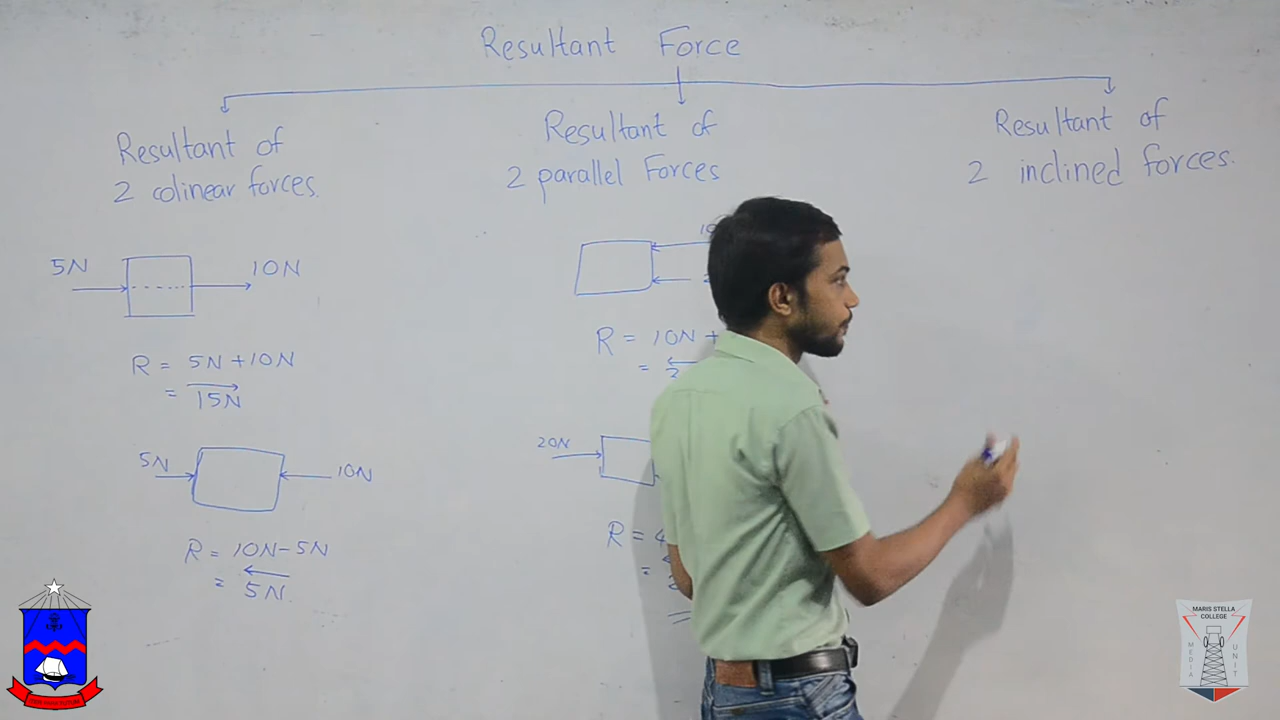 Resultant Force
Resultant of
2 colinear forces.
5N 10N
R = 5N + 10N
= 15N
5N 10N
R = 10N - 5N
= 5N
Resultant of
2 parallel Forces
R = 10N +
=
20N
R =
=
Resultant of
2 inclined forces.
MARIS STELLA
COLLEGE
MEDIA
UNIT